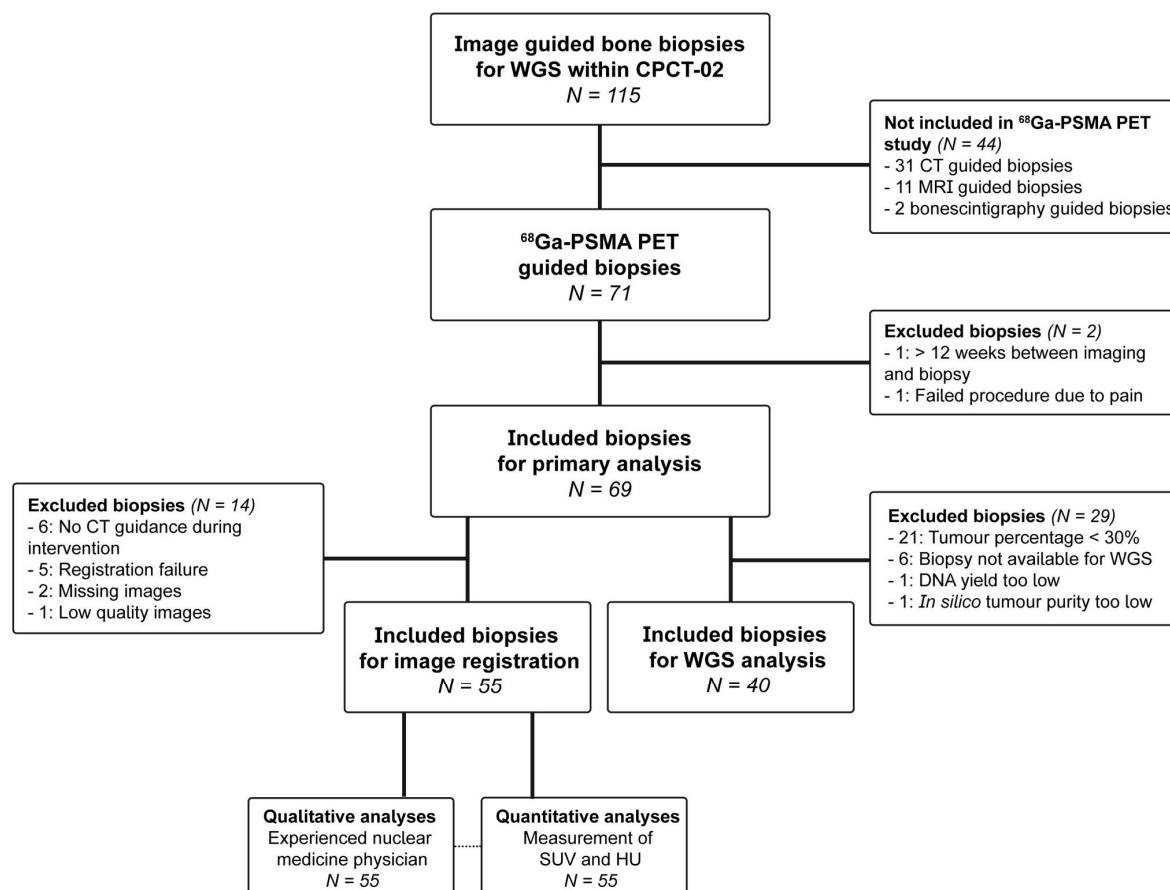 Image guided bone biopsies
for WGS within CPCT-02
N = 115
Not included in ⁶⁸Ga-PSMA PET
study (N = 44)
- 31 CT guided biopsies
- 11 MRI guided biopsies
- 2 bonescintigraphy guided biopsies
⁶⁸Ga-PSMA PET
guided biopsies
N = 71
Excluded biopsies (N = 2)
- 1: > 12 weeks between imaging
and biopsy
- 1: Failed procedure due to pain
Included biopsies
for primary analysis
N = 69
Excluded biopsies (N = 14)
- 6: No CT guidance during
intervention
- 5: Registration failure
- 2: Missing images
- 1: Low quality images
Excluded biopsies (N = 29)
- 21: Tumour percentage < 30%
- 6: Biopsy not available for WGS
- 1: DNA yield too low
- 1: In silico tumour purity too low
Included biopsies
for image registration
N = 55
Included biopsies
for WGS analysis
N = 40
Qualitative analyses
Experienced nuclear
medicine physician
N = 55
Quantitative analyses
Measurement of
SUV and HU
N = 55